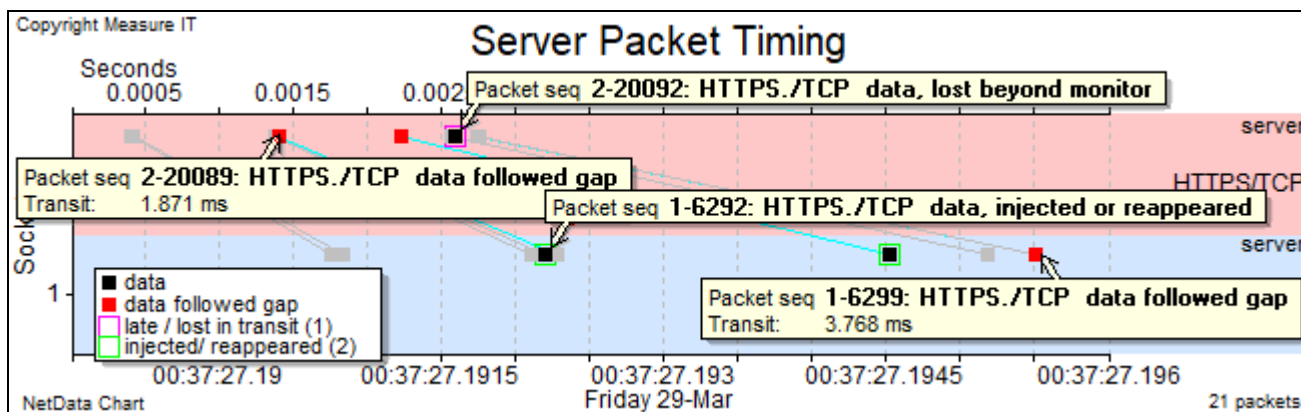 Copyright Measure IT
Server Packet Timing
Seconds
0.0005 0.0015 0.002
Packet seq 2-20092: HTTPS./TCP data, lost beyond monitor
server
Packet seq 2-20089: HTTPS./TCP data followed gap
Transit: 1.871 ms
HTTPS/TCP
Packet seq 1-6292: HTTPS./TCP data, injected or reappeared
server
Sock
data
data followed gap
late / lost in transit (1)
injected/ reappeared (2)
1
Packet seq 1-6299: HTTPS./TCP data followed gap
Transit: 3.768 ms
00:37:27.19 00:37:27.1915 00:37:27.193 00:37:27.1945 00:37:27.196
NetData Chart
Friday 29-Mar
21 packets